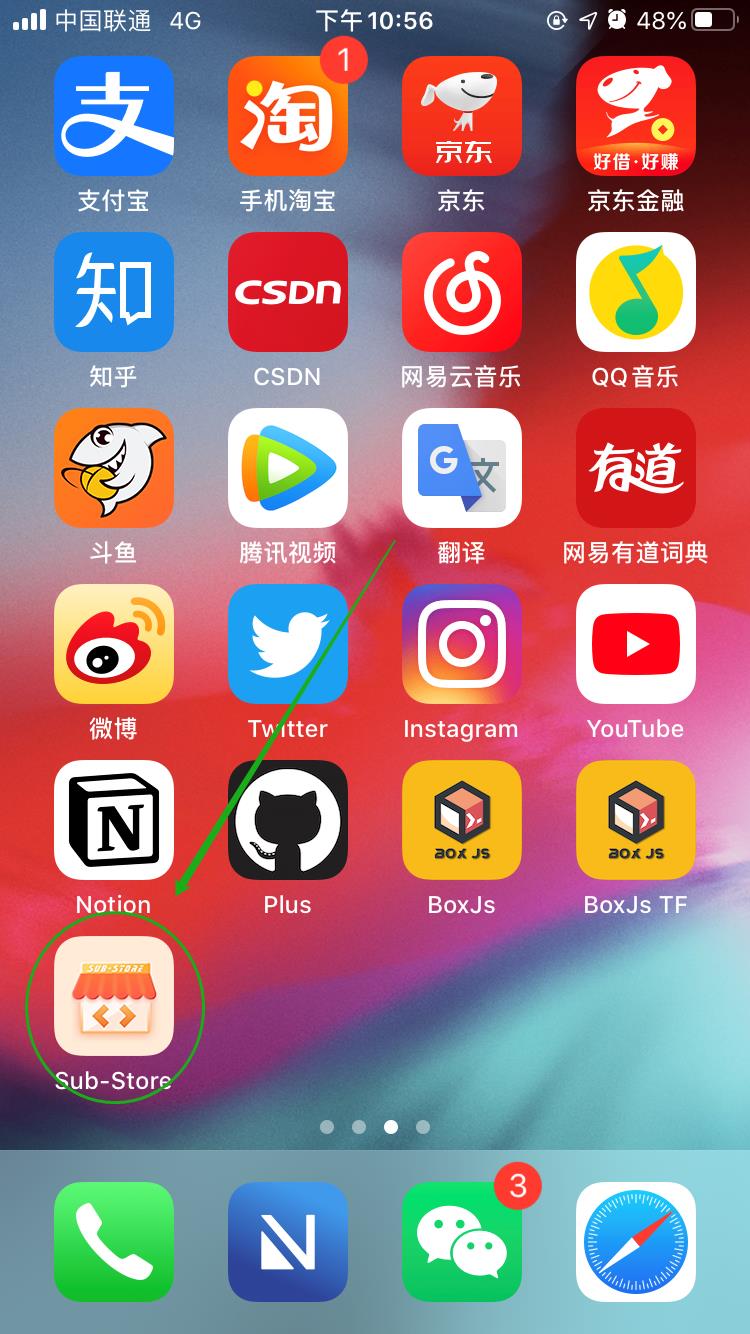 中国联通 4G 下午10:56 48%
1
支
淘
京东
好借·好赚
支付宝 手机淘宝 京东 京东金融
知
CSDN
知乎 CSDN 网易云音乐 QQ音乐
G 文
有道
斗鱼 腾讯视频 翻译 网易有道词典
微博 Twitter Instagram YouTube
N
BOX JS
BOX JS
Notion Plus BoxJs BoxJs TF
SUB-STORE
Sub-Store
3
N